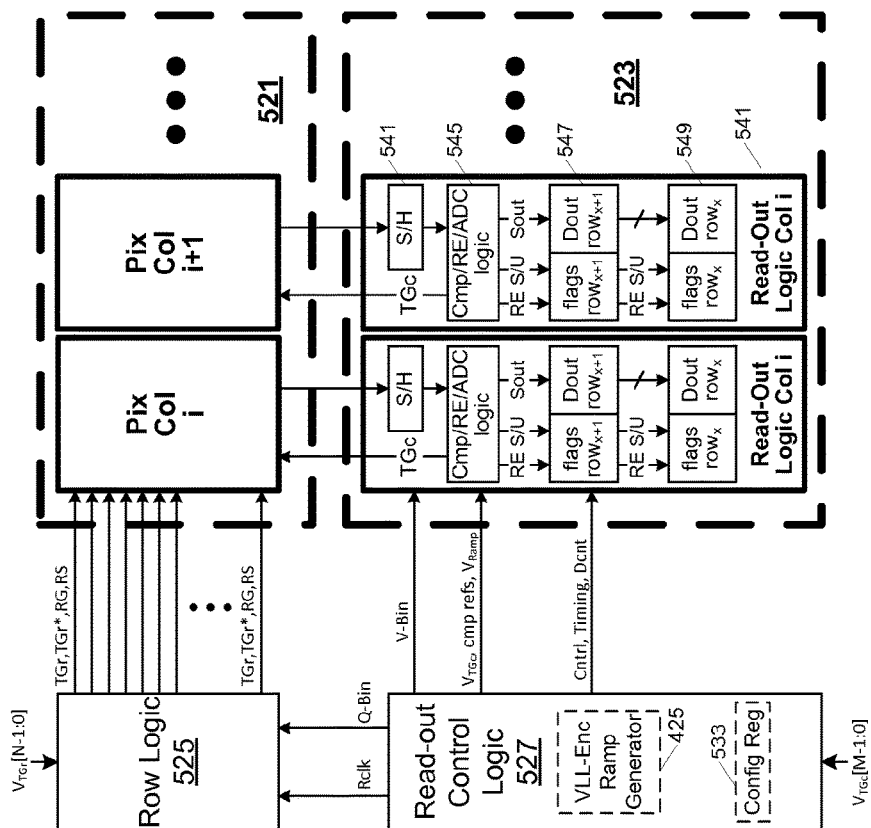 Pix
Col
i
Pix
Col
i+1
521
VTGr[N-1:0]
Row Logic
525
TGr,TGr*,RG,RS
TGr,TGr*,RG,RS
Rclk
Q-Bin
V-Bin
VTGc, cmp refs, VRamp
Cntrl, Timing, Dcnt
Read-out
Control
Logic
527
VLL-Enc
Ramp
Generator
425
533
Config Reg
VTGc[M-1:0]
TGc
S/H
Cmp/RE/ADC
logic
RE S/U
Sout
flags
rowx+1
Dout
rowx+1
RE S/U
flags
rowx
Dout
rowx
Read-Out
Logic Col i
TGc
S/H
541
Cmp/RE/ADC
logic
545
RE S/U
Sout
flags
rowx+1
Dout
rowx+1
547
RE S/U
flags
rowx
Dout
rowx
549
Read-Out
Logic Col i
541
523